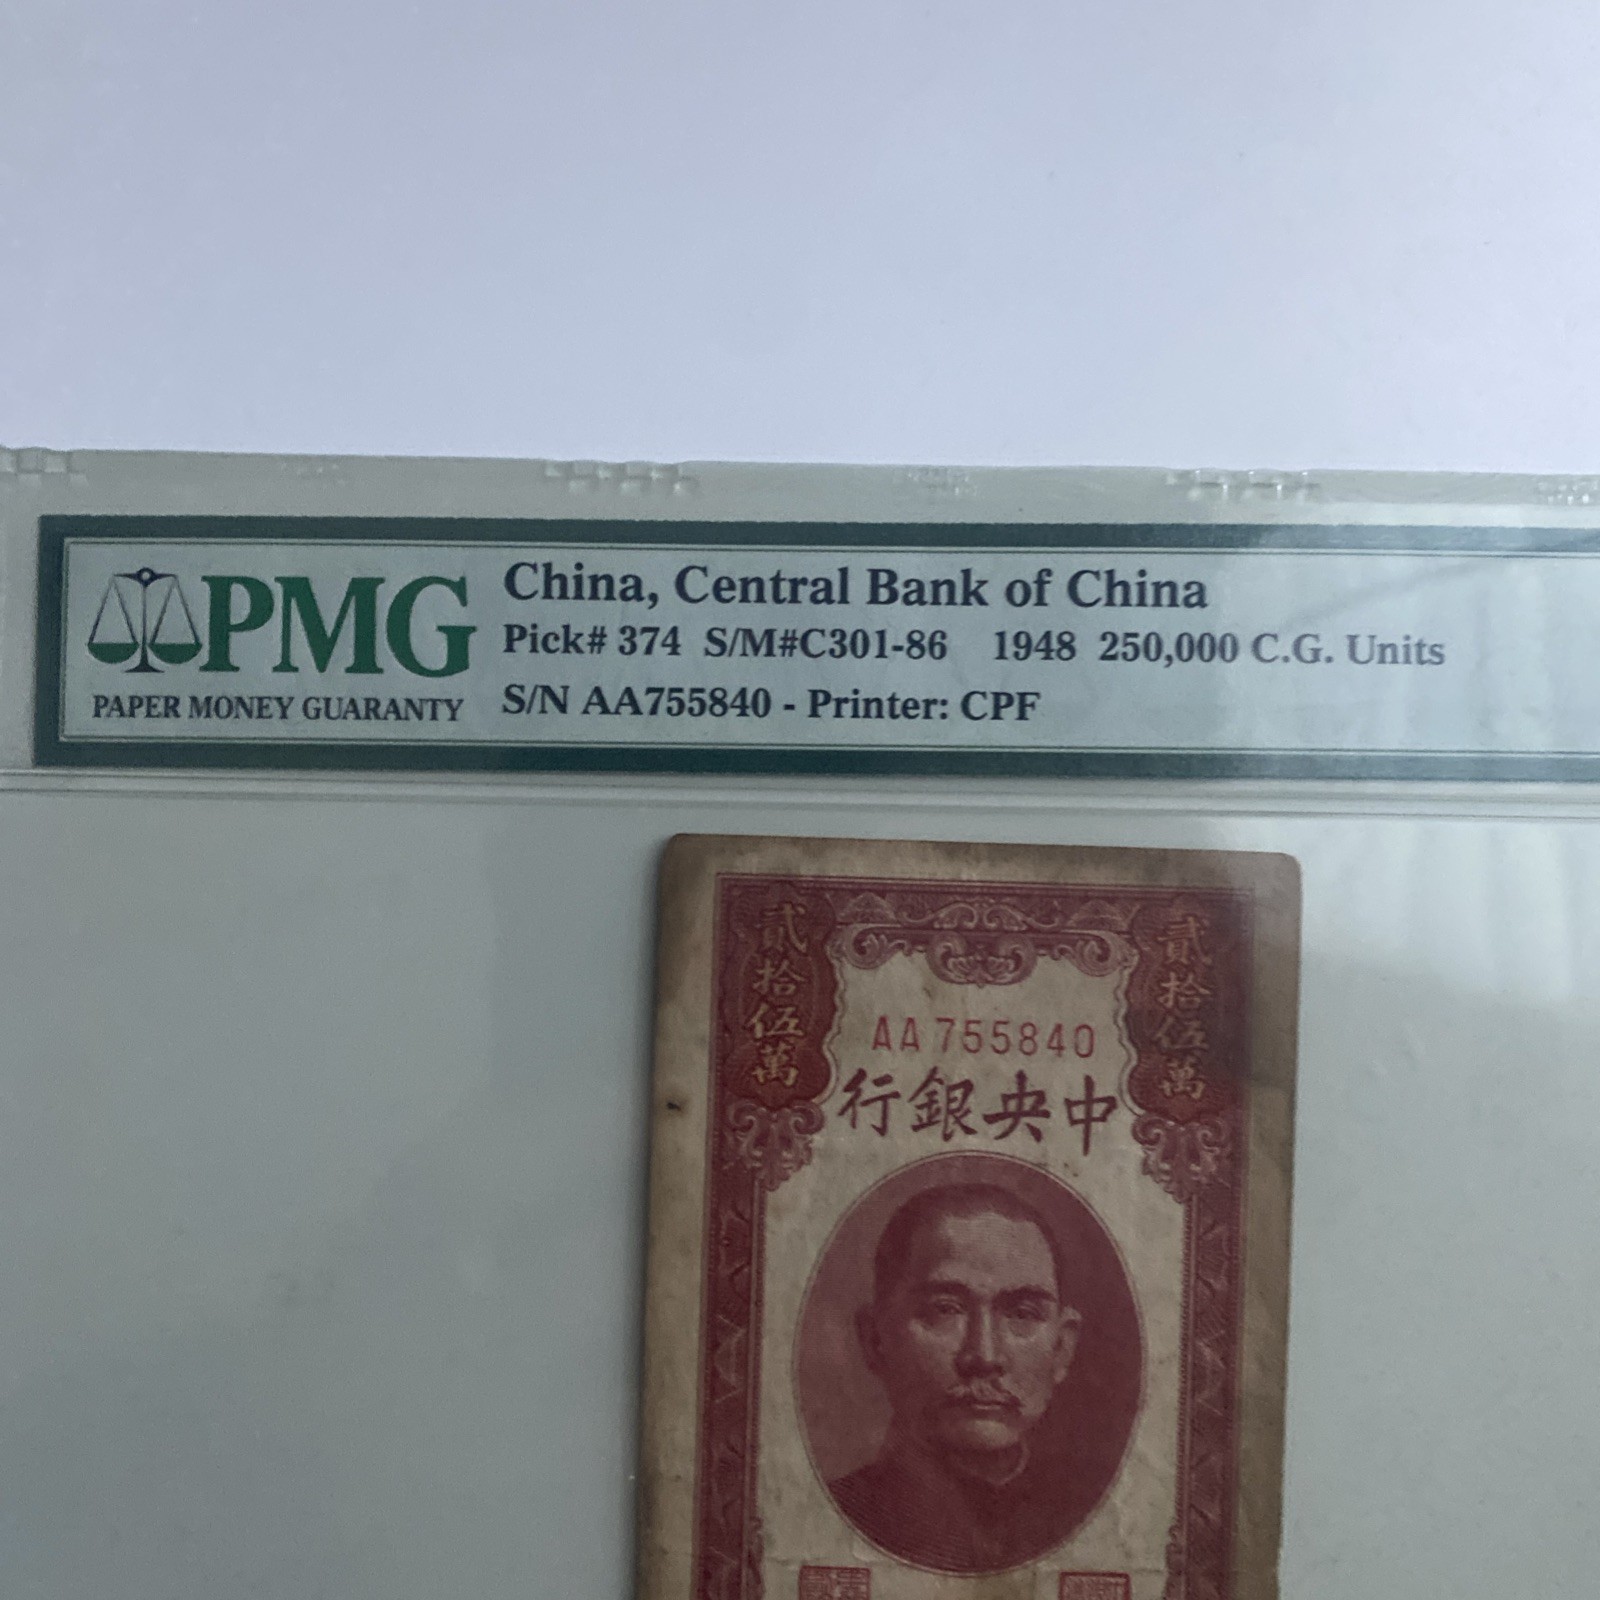 PMG
PAPER MONEY GUARANTY
China, Central Bank of China
Pick# 374 S/M#C301-86 1948 250,000 C.G. Units
S/N AA755840 - Printer: CPF
貳拾伍萬
貳拾伍萬
AA755840
行銀央中